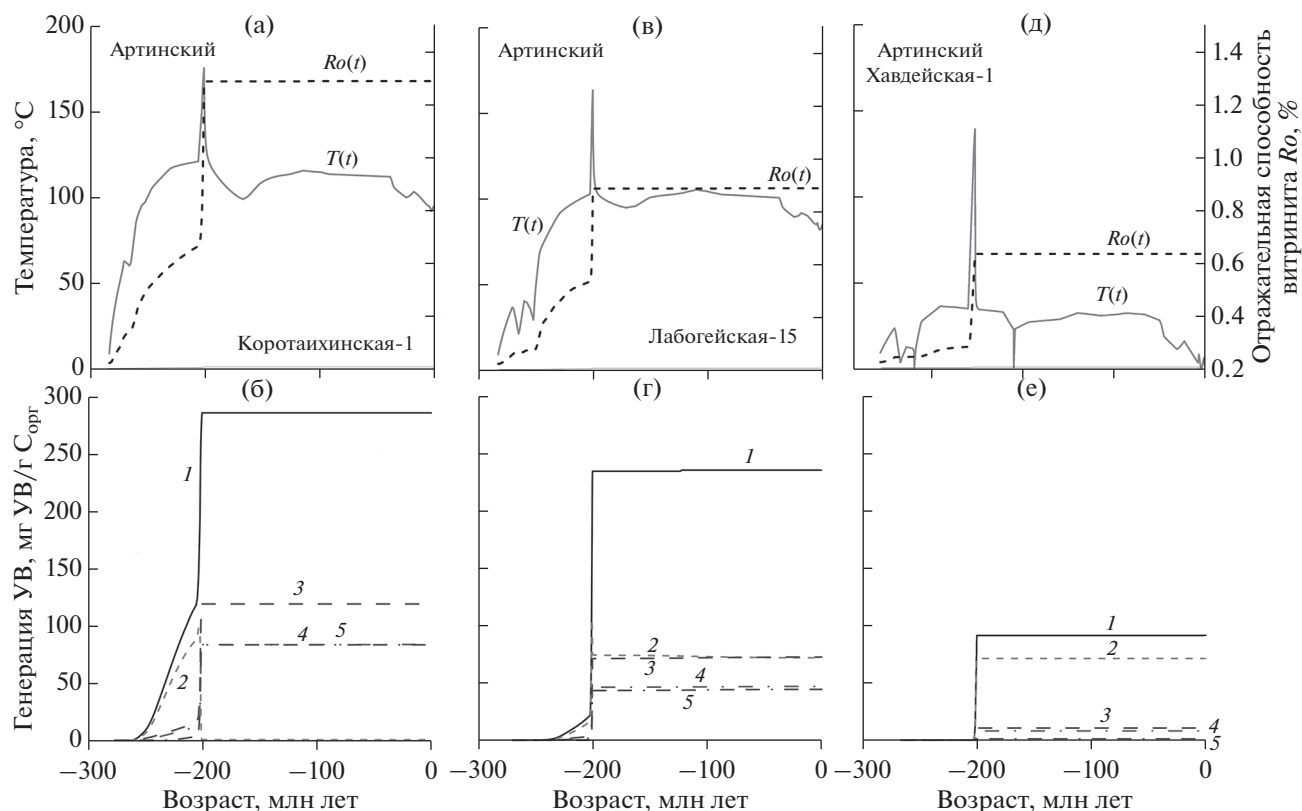 (а)
(в)
(д)
200
150
100
50
0
Температура, °C
Артинский
Ro(t)
T(t)
Коротаихинская-1
Артинский
Ro(t)
T(t)
Лабогейская-15
Артинский
Хавдейская-1
Ro(t)
T(t)
1.4
1.2
1.0
0.8
0.6
0.4
0.2
Отражательная способность
витринита Ro, %
(б)
(г)
(е)
300
250
200
150
100
50
0
Генерация УВ, мг УВ/г Cорг
1
2
3
4
5
1
2
3
4
5
1
2
3
4
5
−300
−200
−100
0
−300
−200
−100
0
−300
−200
−100
0
Возраст, млн лет
Возраст, млн лет
Возраст, млн лет